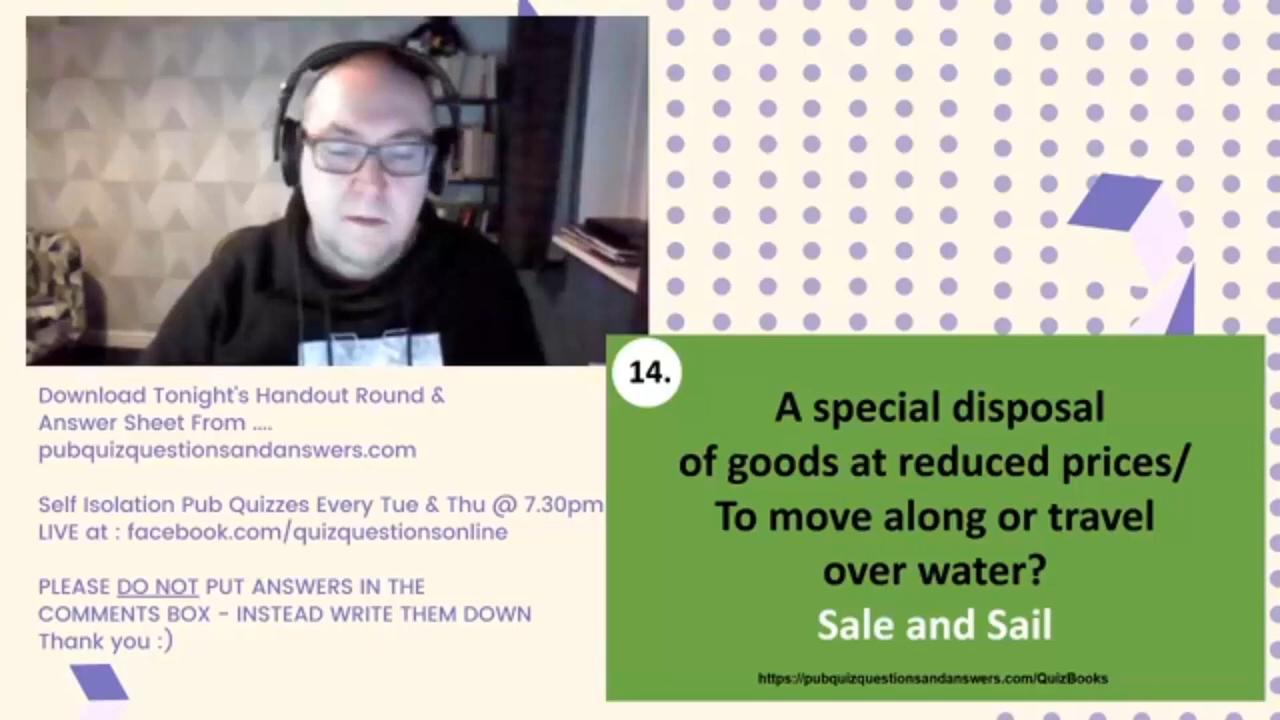 Download Tonight's Handout Round &
Answer Sheet From ....
pubquizquestionsandanswers.com
Self Isolation Pub Quizzes Every Tue & Thu @ 7.30pm
LIVE at : facebook.com/quizquestionsonline
PLEASE DO NOT PUT ANSWERS IN THE
COMMENTS BOX - INSTEAD WRITE THEM DOWN
Thank you :)
14.
A special disposal
of goods at reduced prices/
To move along or travel
over water?
Sale and Sail
https://pubquizquestionsandanswers.com/QuizBooks